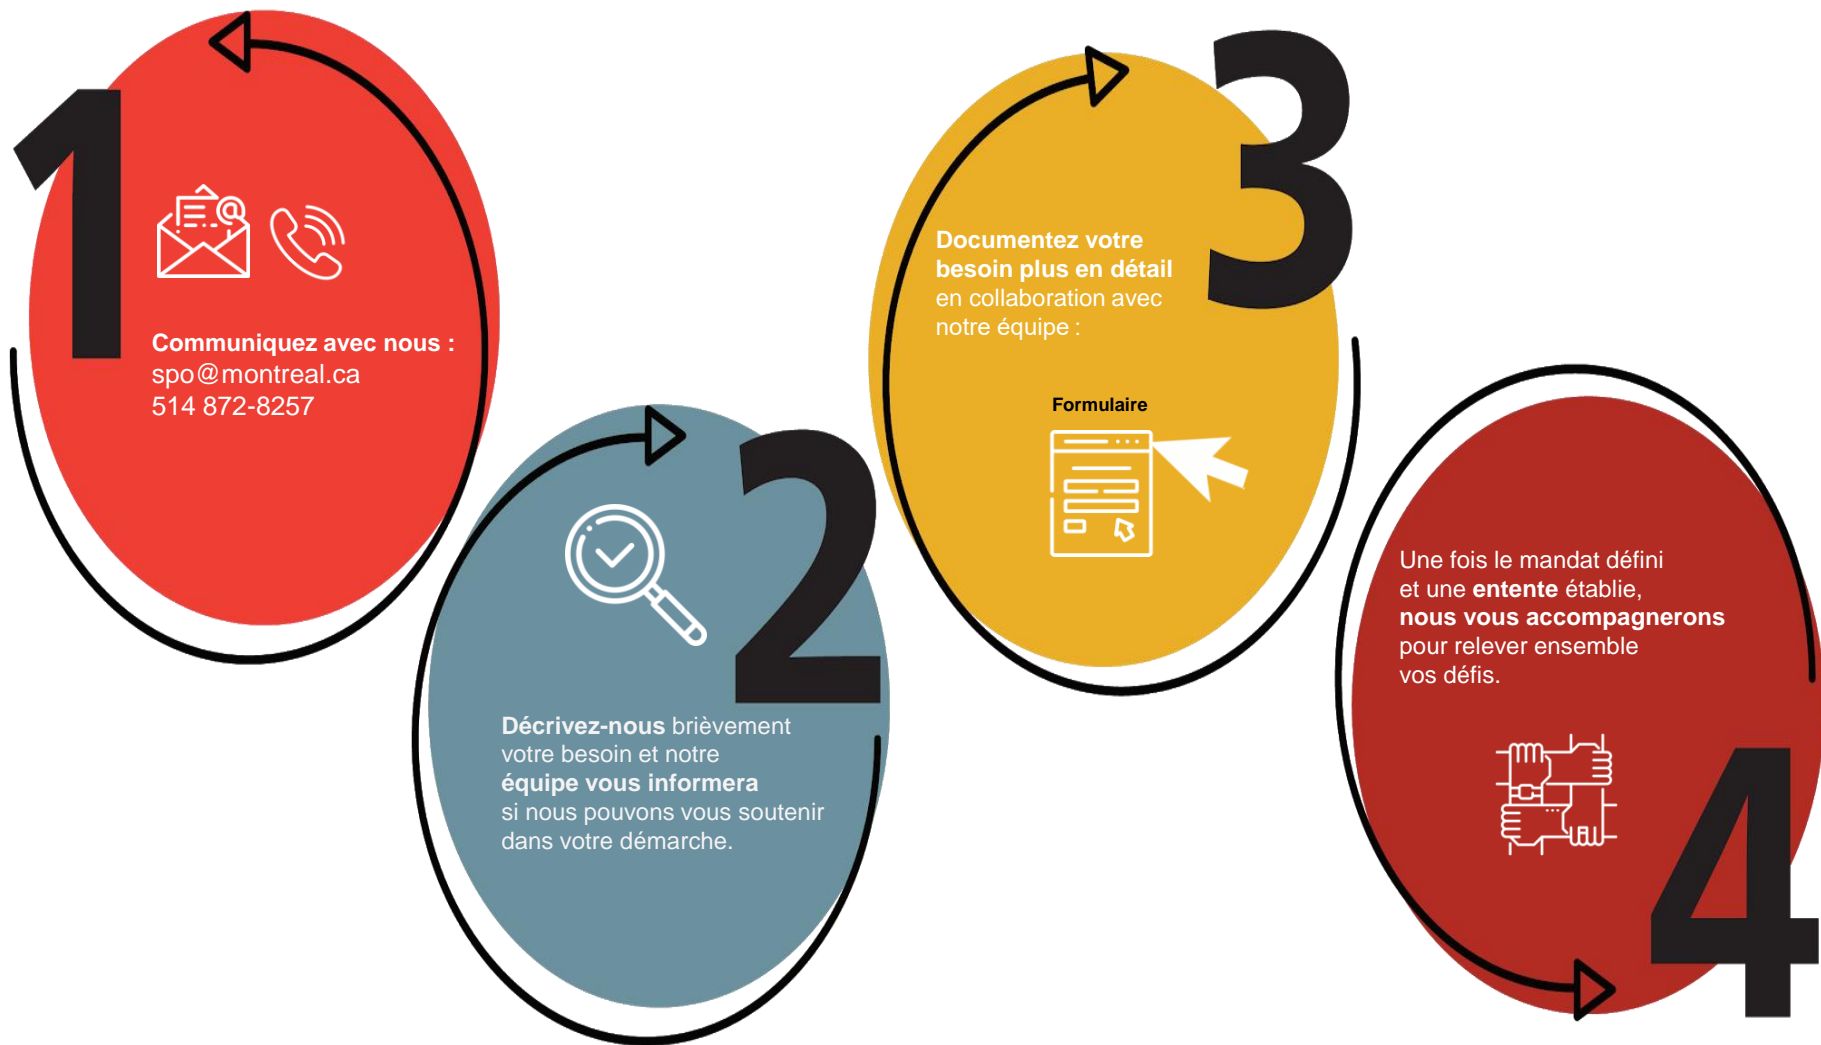 1
Communiquez avec nous :
spo@montreal.ca
514 872-8257
2
Décrivez-nous brièvement
votre besoin et notre
équipe vous informera
si nous pouvons vous soutenir
dans votre démarche.
3
Documentez votre
besoin plus en détail
en collaboration avec
notre équipe :
Formulaire
Une fois le mandat défini
et une entente établie,
nous vous accompagnerons
pour relever ensemble
vos défis.
4